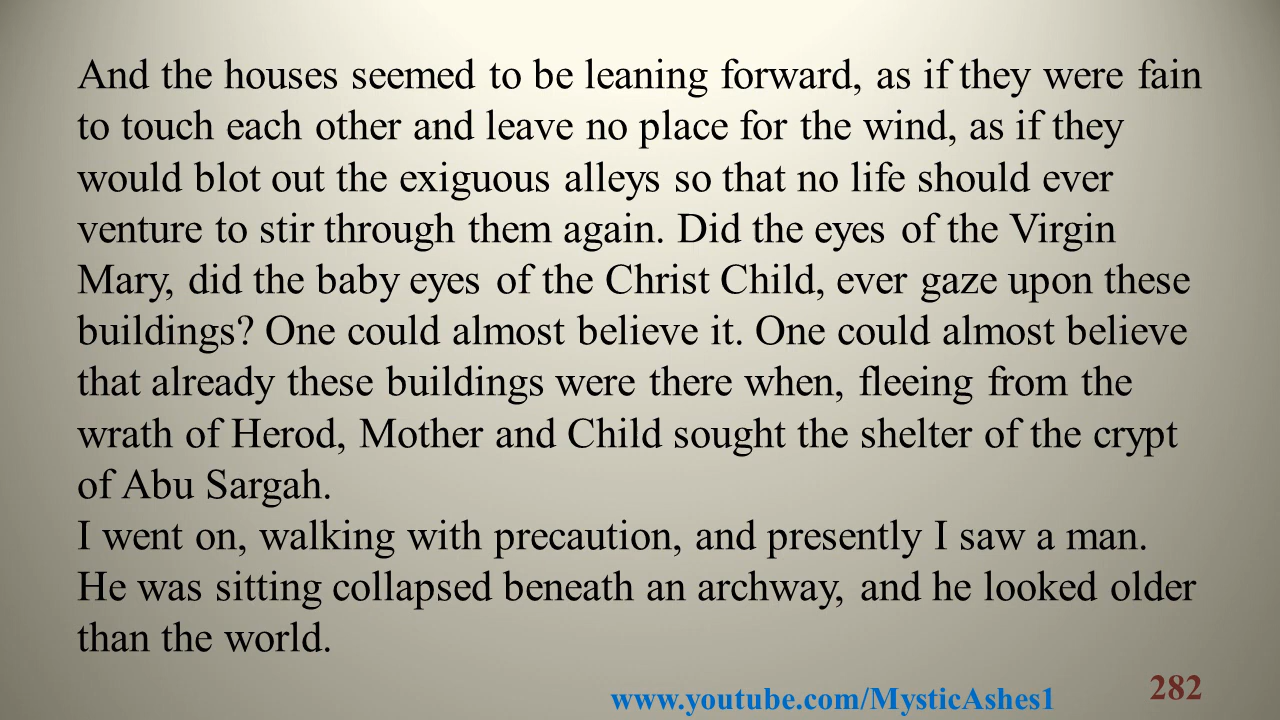 And the houses seemed to be leaning forward, as if they were fain
to touch each other and leave no place for the wind, as if they
would blot out the exiguous alleys so that no life should ever
venture to stir through them again. Did the eyes of the Virgin
Mary, did the baby eyes of the Christ Child, ever gaze upon these
buildings? One could almost believe it. One could almost believe
that already these buildings were there when, fleeing from the
wrath of Herod, Mother and Child sought the shelter of the crypt
of Abu Sargah.
I went on, walking with precaution, and presently I saw a man.
He was sitting collapsed beneath an archway, and he looked older
than the world.
www.youtube.com/MysticAshes1
282